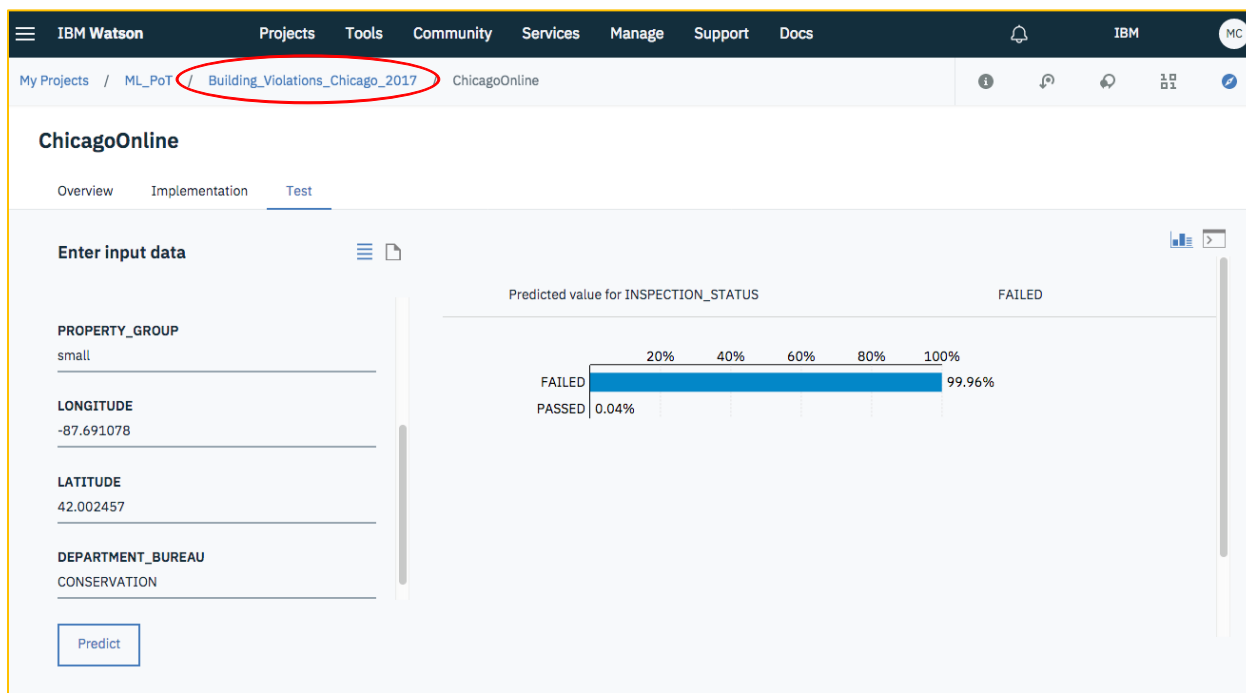 IBM Watson Projects Tools Community Services Manage Support Docs IBM MC
My Projects / ML_PoT / Building_Violations_Chicago_2017 / ChicagoOnline
ChicagoOnline
Overview Implementation Test
Enter input data
Predicted value for INSPECTION_STATUS FAILED
PROPERTY_GROUP
small
LONGITUDE
-87.691078
LATITUDE
42.002457
DEPARTMENT_BUREAU
CONSERVATION
Predict
20% 40% 60% 80% 100%
FAILED 99.96%
PASSED 0.04%